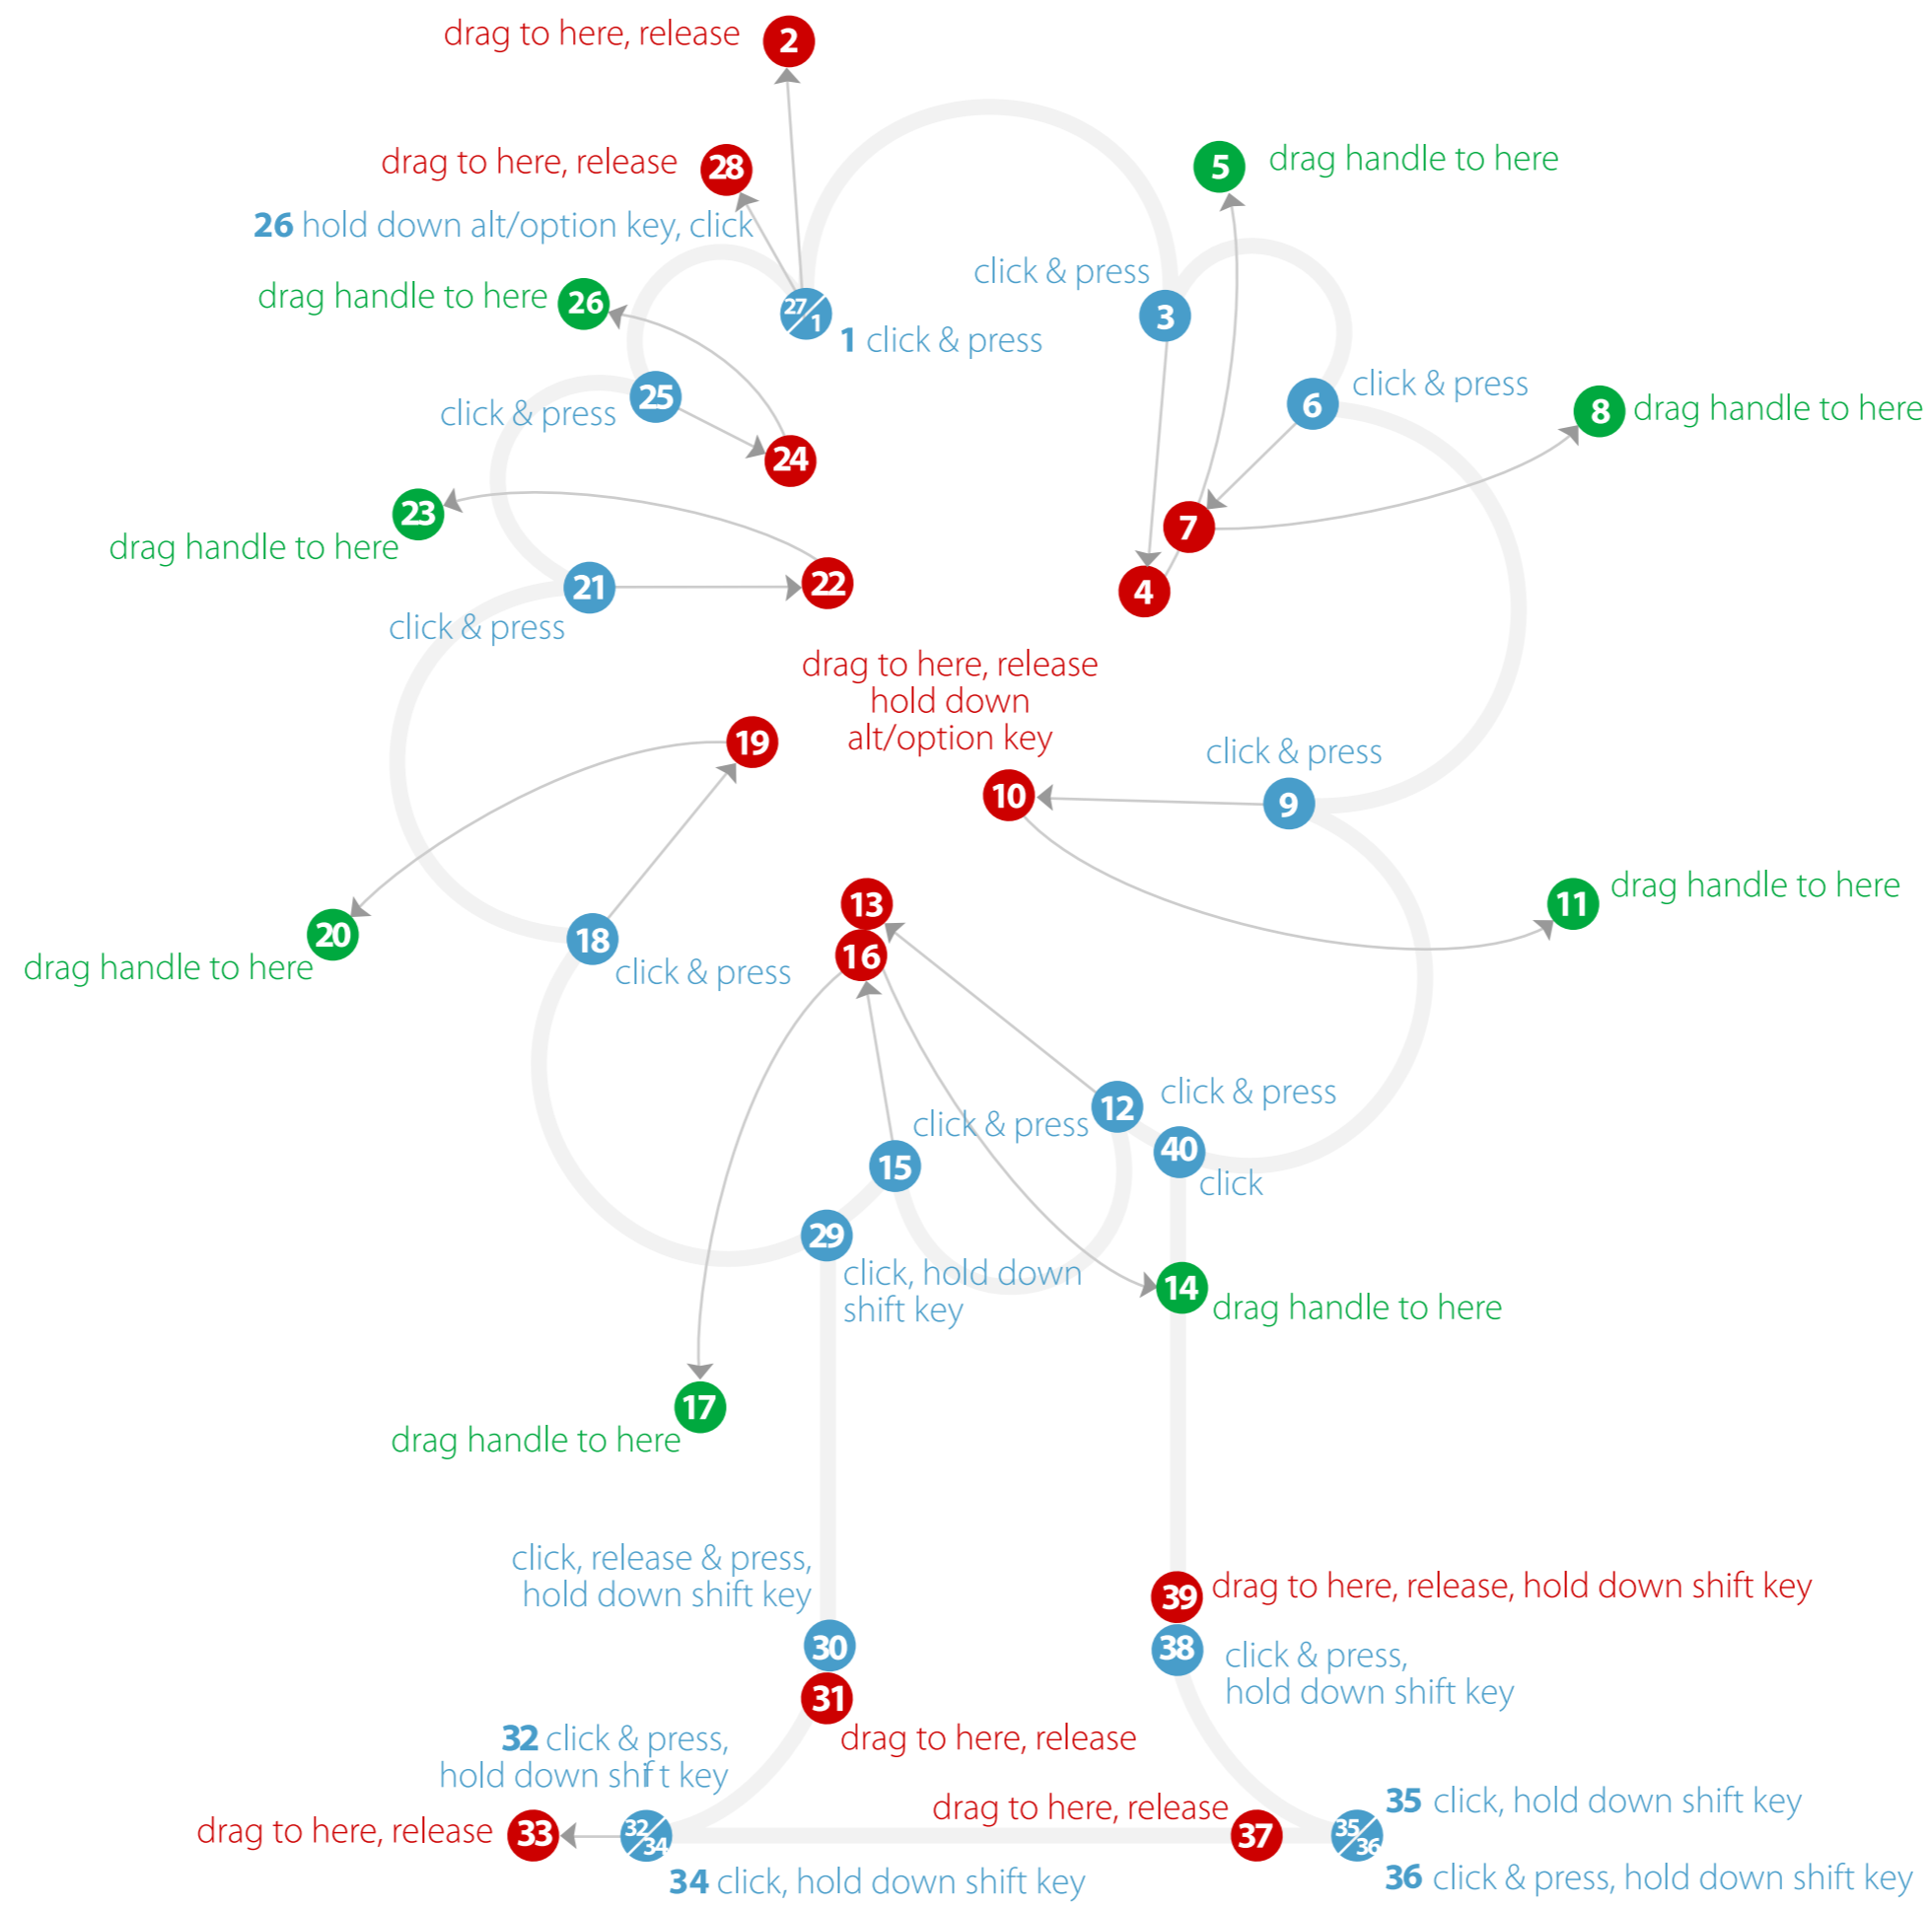 drag to here, release 2
drag to here, release 28
5 drag handle to here
26 hold down alt/option key, click
click & press
3
drag handle to here 26
27/1
1 click & press
click & press
6
8 drag handle to here
25
click & press
24
23
drag handle to here
7
21
22
4
click & press
drag to here, release
hold down
alt/option key
19
click & press
10
9
13
11 drag handle to here
20
drag handle to here
18
click & press
16
12
click & press
click & press
15
40
click
29
click, hold down
shift key
14
drag handle to here
17
drag handle to here
click, release & press,
hold down shift key
39 drag to here, release, hold down shift key
30
38
click & press,
hold down shift key
31
drag to here, release
32 click & press,
hold down shift key
drag to here, release
37
35 click, hold down shift key
drag to here, release 33
32/34
35/36
34 click, hold down shift key
36 click & press, hold down shift key